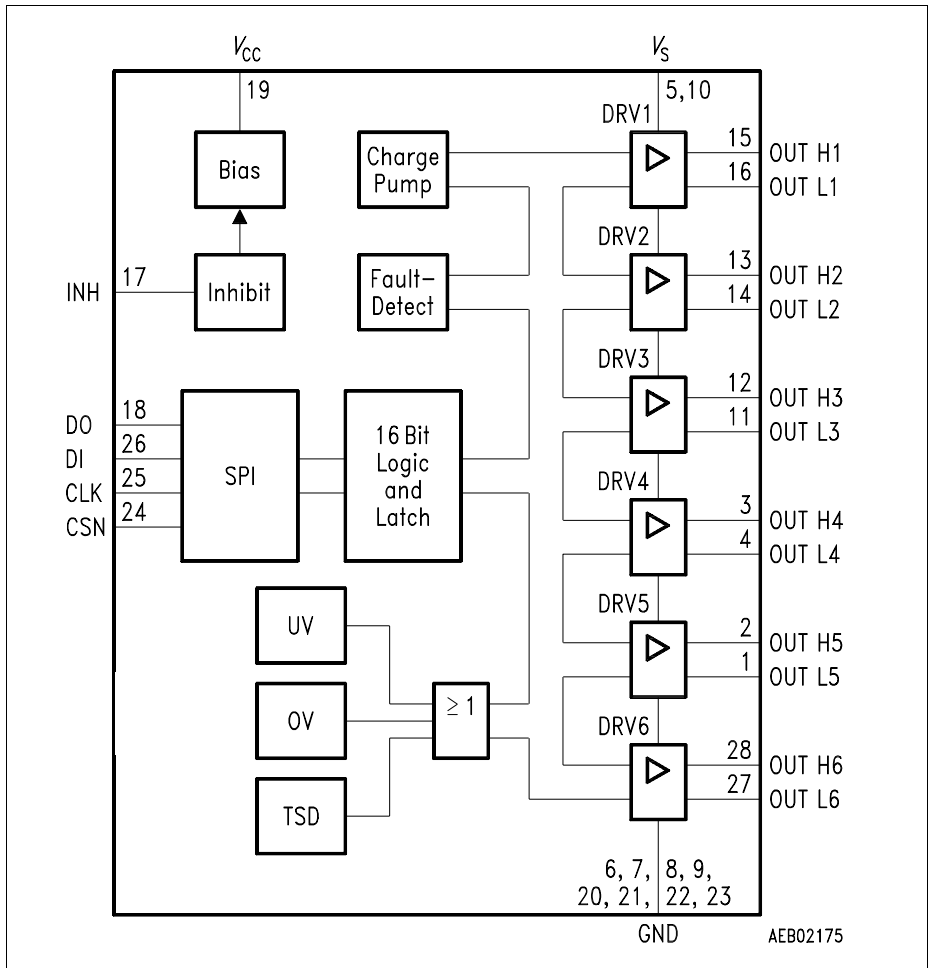 VCC
VS
19
5,10
DRV1
Bias
Charge
Pump
15
OUT H1
16
OUT L1
DRV2
INH
17
Inhibit
Fault–
Detect
13
OUT H2
14
OUT L2
DRV3
12
OUT H3
11
OUT L3
DO
18
DI
26
CLK
25
CSN
24
SPI
16 Bit
Logic
and
Latch
DRV4
3
OUT H4
4
OUT L4
DRV5
UV
2
OUT H5
1
OUT L5
OV
≥ 1
DRV6
TSD
28
OUT H6
27
OUT L6
6, 7, 8, 9,
20, 21, 22, 23
GND
AEB02175